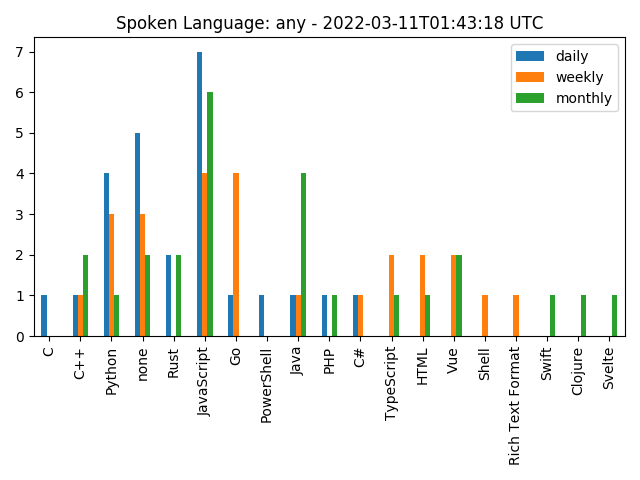 Spoken Language: any - 2022-03-11T01:43:18 UTC
daily
weekly
monthly
7
6
5
4
3
2
1
0
C
C++
Python
none
Rust
JavaScript
Go
PowerShell
Java
PHP
C#
TypeScript
HTML
Vue
Shell
Rich Text Format
Swift
Clojure
Svelte